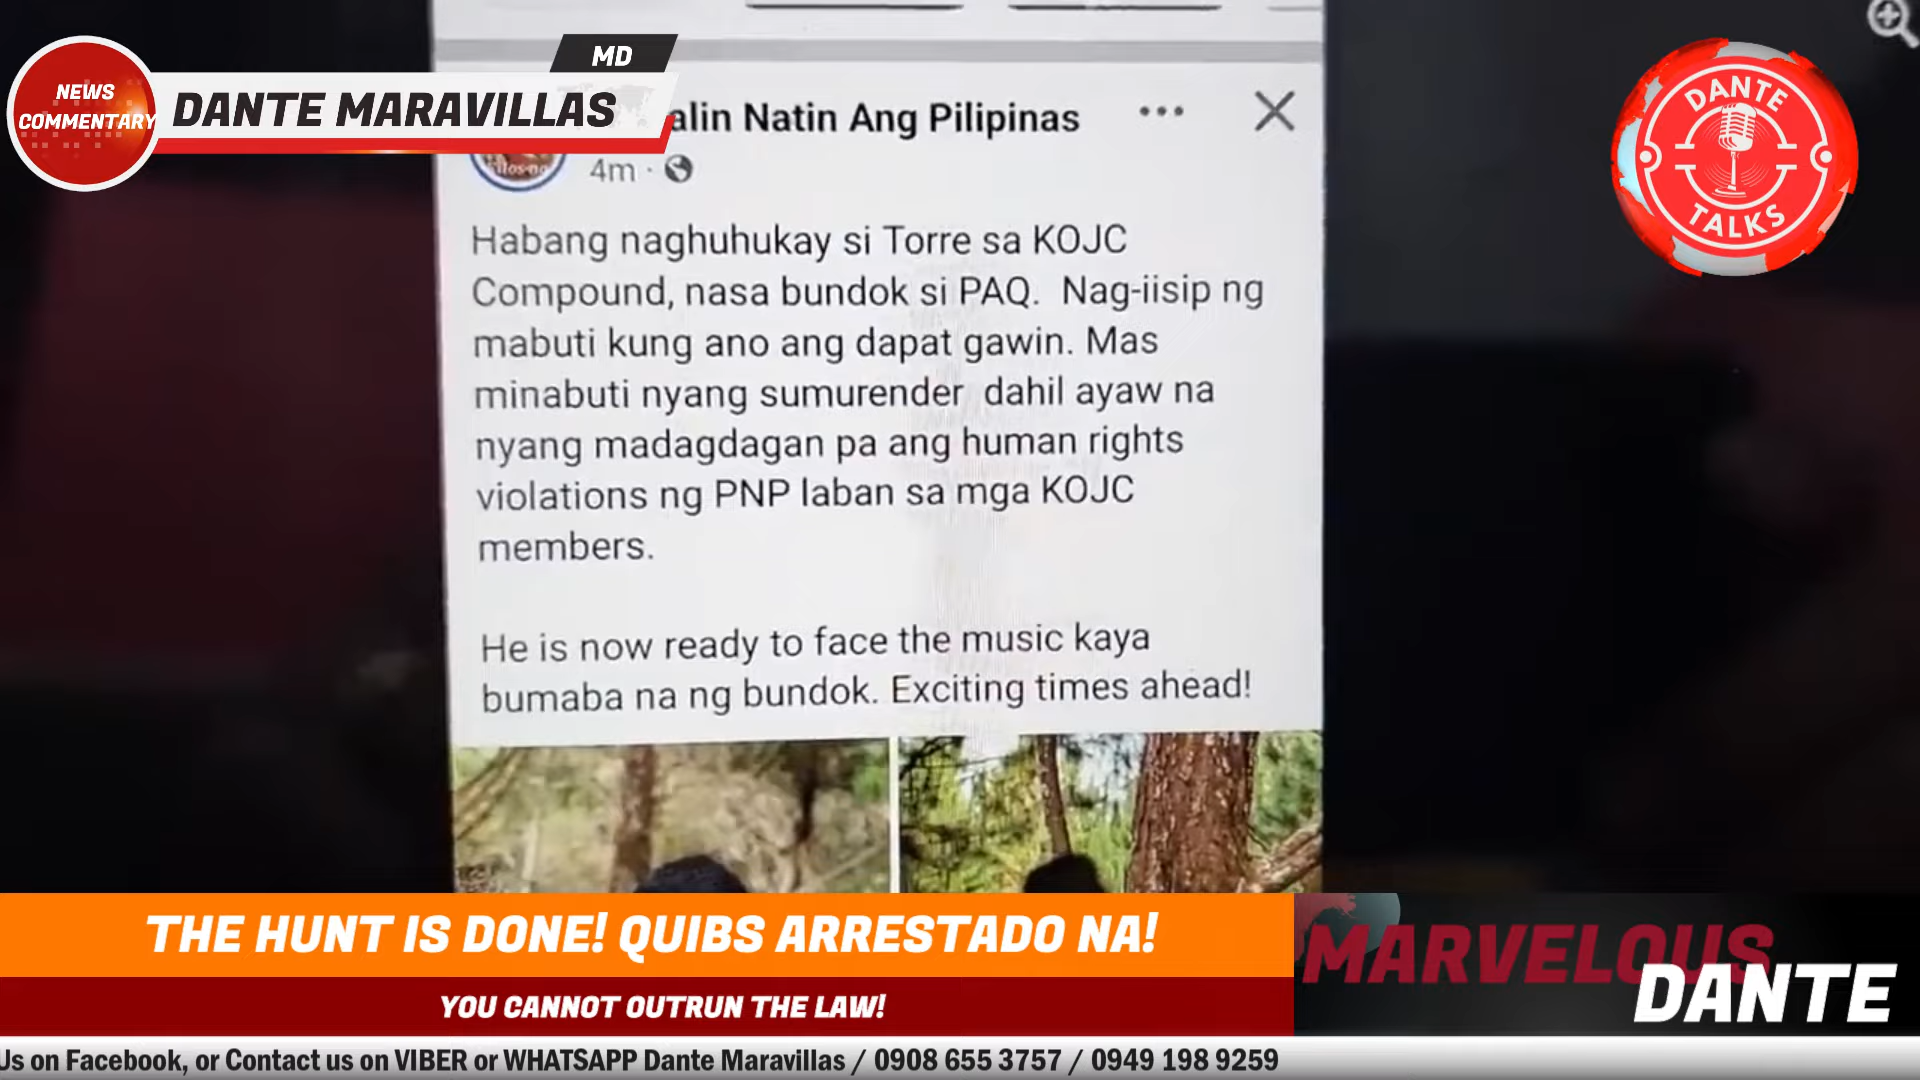 MD
NEWS
COMMENTARY
DANTE MARAVILLAS
DANTE
TALKS
alin Natin Ang Pilipinas
4m
Habang naghuhukay si Torre sa KOJC
Compound, nasa bundok si PAQ. Nag-iisip ng
mabuti kung ano ang dapat gawin. Mas
minabuti nyang sumurender dahil ayaw na
nyang madagdagan pa ang human rights
violations ng PNP laban sa mga KOJC
members.
He is now ready to face the music kaya
bumaba na ng bundok. Exciting times ahead!
THE HUNT IS DONE! QUIBS ARRESTADO NA!
YOU CANNOT OUTRUN THE LAW!
MARVELOUS
DANTE
Us on Facebook, or Contact us on VIBER or WHATSAPP Dante Maravillas / 0908 655 3757 / 0949 198 9259